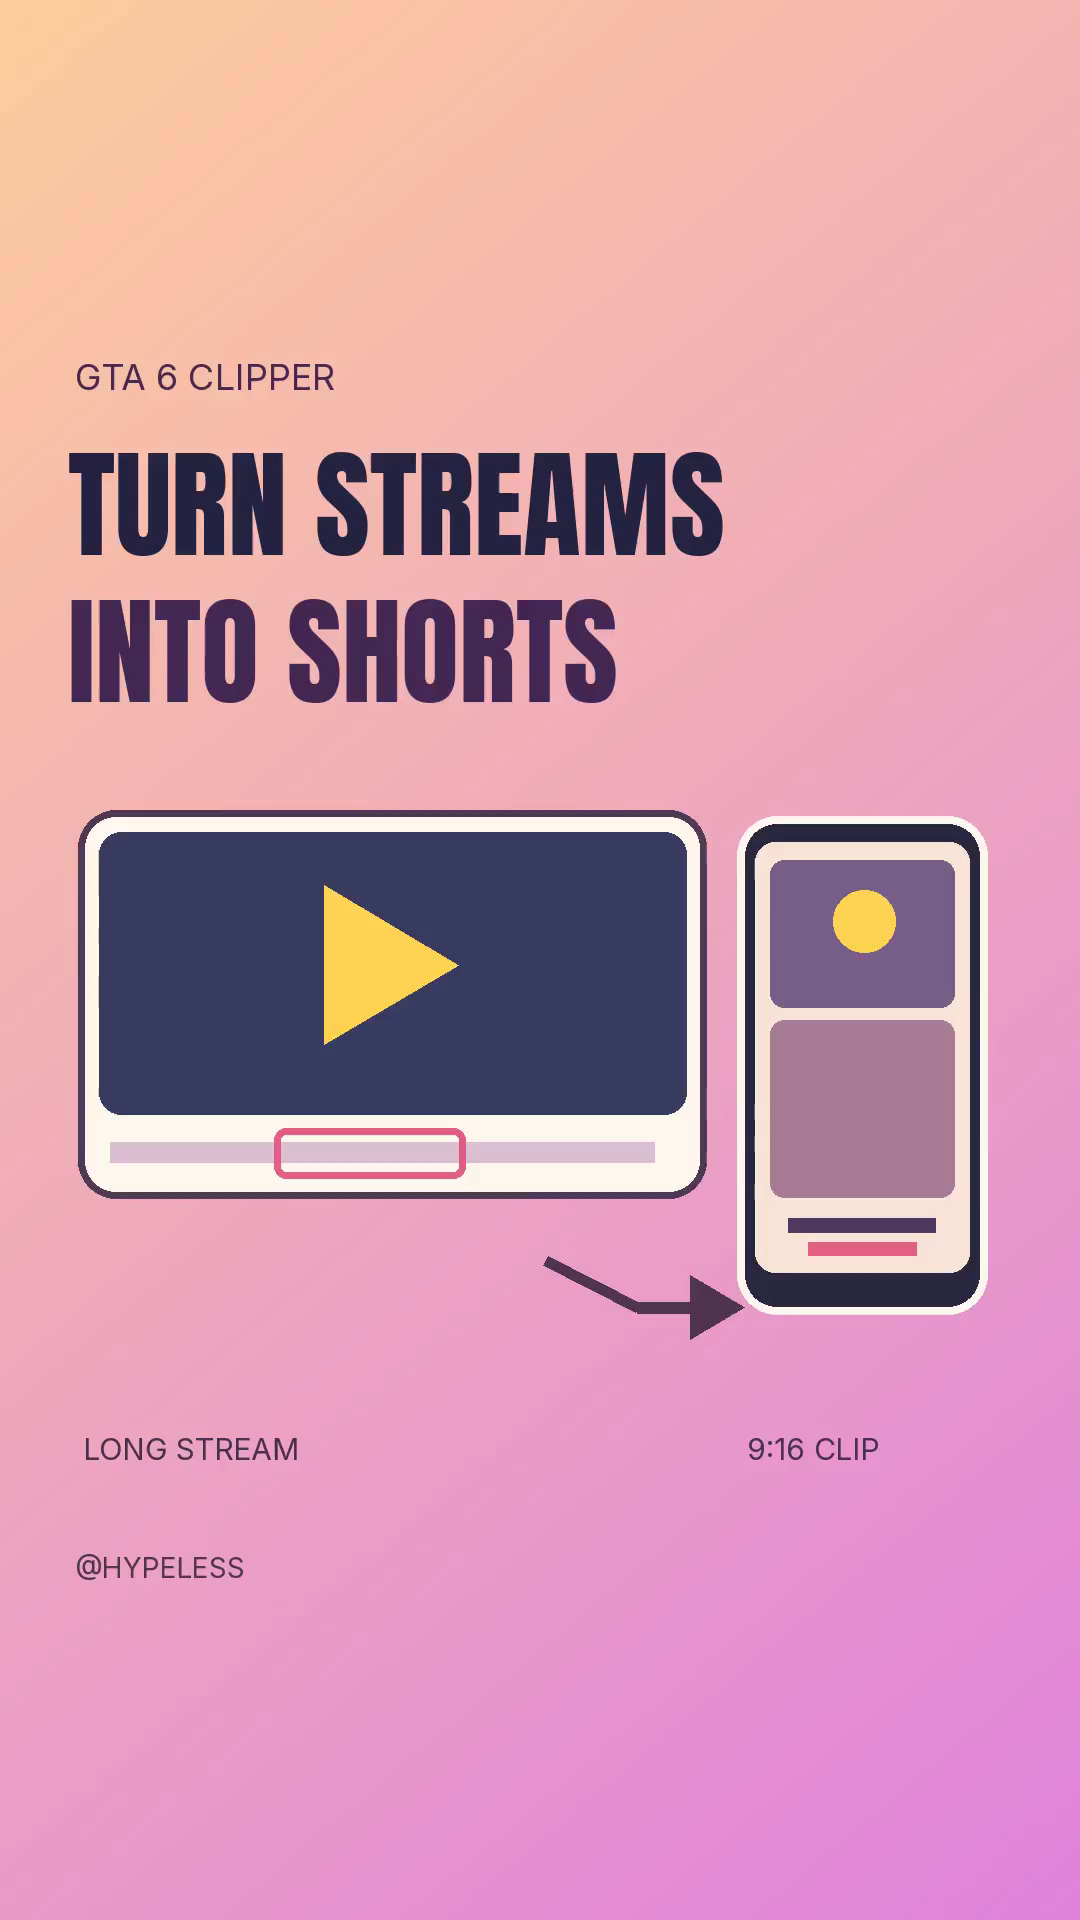 GTA 6 CLIPPER
TURN STREAMS
INTO SHORTS
LONG STREAM
9:16 CLIP
@HYPELESS